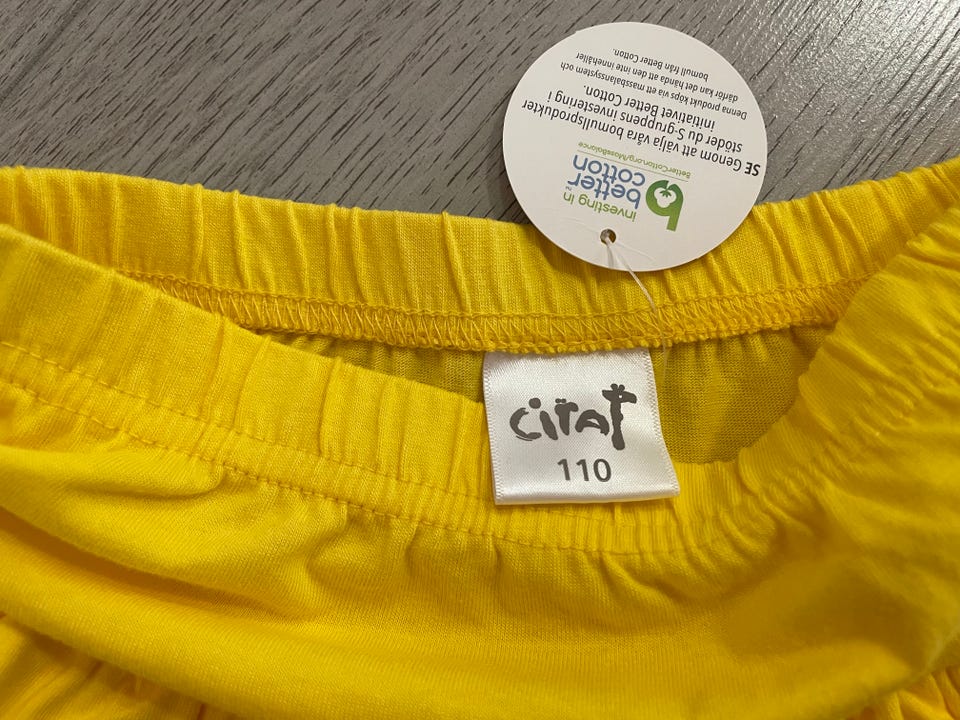 investing in
better™
cotton
BetterCotton.org/MassBalance
SE Genom att välja våra bomullsprodukter
stöder du S-gruppens investering i
initiativet Better Cotton.
Denna produkt köps via ett massbalanssystem och
därför kan det hända att den inte innehåller
bomull från Better Cotton.
ciraf
110